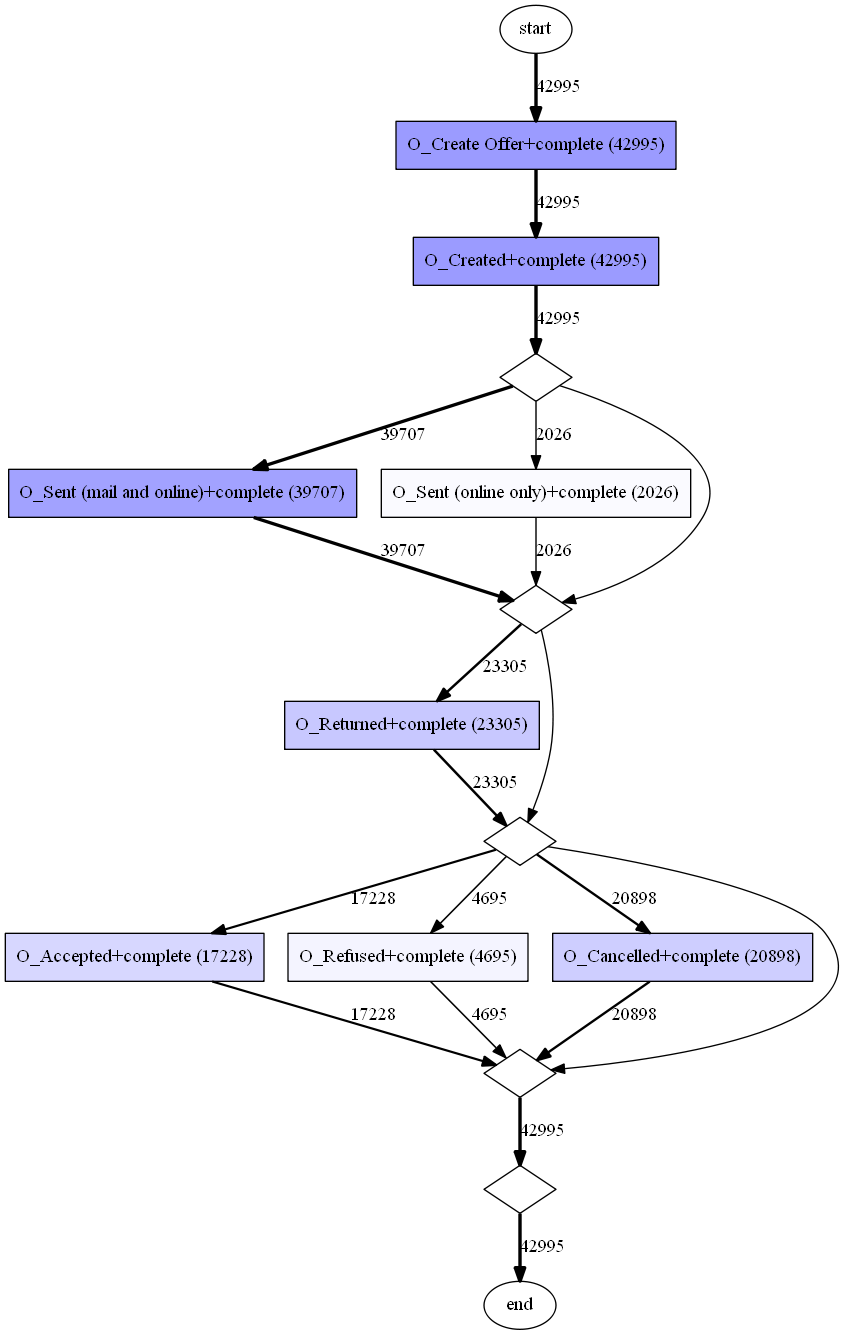 start
42995
O_Create Offer+complete (42995)
42995
O_Created+complete (42995)
42995
39707
2026
O_Sent (mail and online)+complete (39707)
O_Sent (online only)+complete (2026)
39707
2026
23305
O_Returned+complete (23305)
23305
17228
4695
20898
O_Accepted+complete (17228)
O_Refused+complete (4695)
O_Cancelled+complete (20898)
17228
4695
20898
42995
42995
end